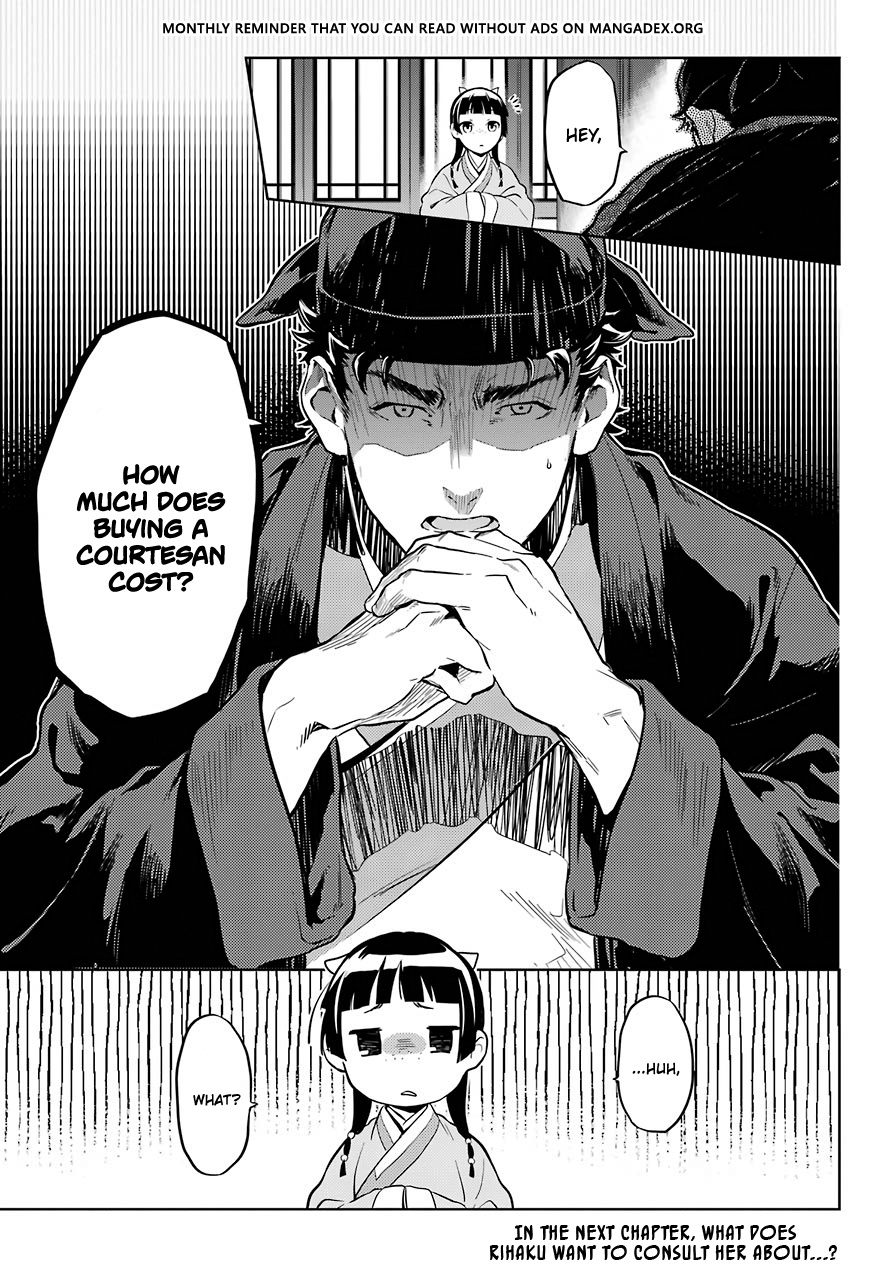 MONTHLY REMINDER THAT YOU CAN READ WITHOUT ADS ON MANGADEX.ORG
HEY,
HOW
MUCH DOES
BUYING A
COURTESAN
COST?
...HUH,
WHAT?
IN THE NEXT CHAPTER, WHAT DOES
RIHAKU WANT TO CONSULT HER ABOUT...?